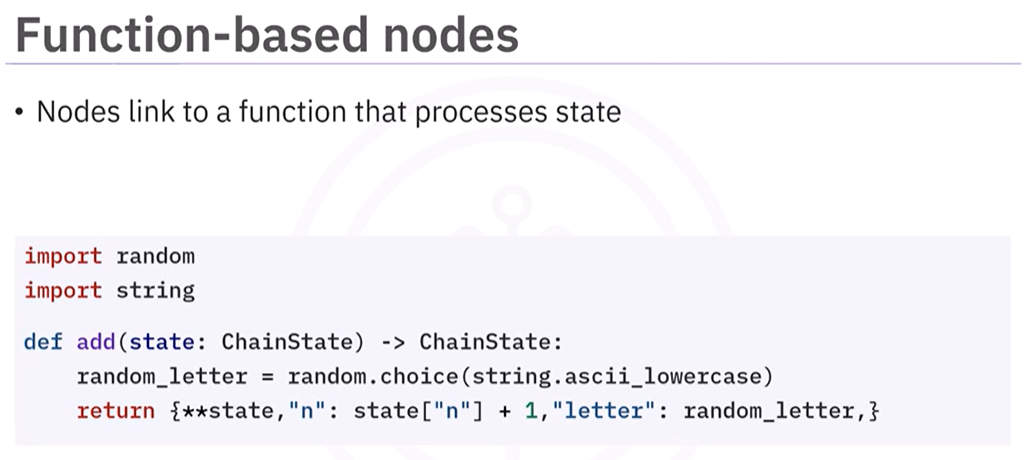 Function-based nodes
• Nodes link to a function that processes state
import random
import string
def add(state: ChainState) -> ChainState:
    random_letter = random.choice(string.ascii_lowercase)
    return {**state,"n": state["n"] + 1,"letter": random_letter,}